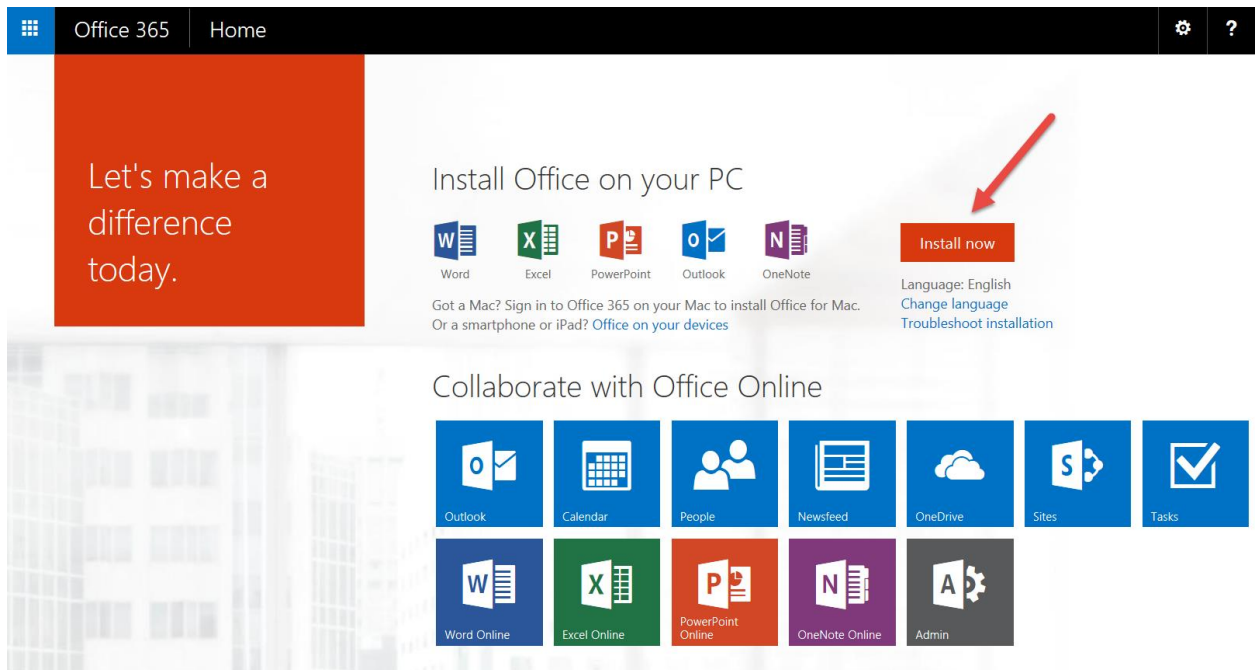 Office 365 Home
?
Let's make a
difference
today.
Install Office on your PC
W X P O N
Word Excel PowerPoint Outlook OneNote
Install now
Got a Mac? Sign in to Office 365 on your Mac to install Office for Mac.
Or a smartphone or iPad? Office on your devices
Language: English
Change language
Troubleshoot installation
Collaborate with Office Online
O S
Outlook Calendar People Newsfeed OneDrive Sites Tasks
W X P N A
Word Online Excel Online PowerPoint
Online OneNote Online Admin